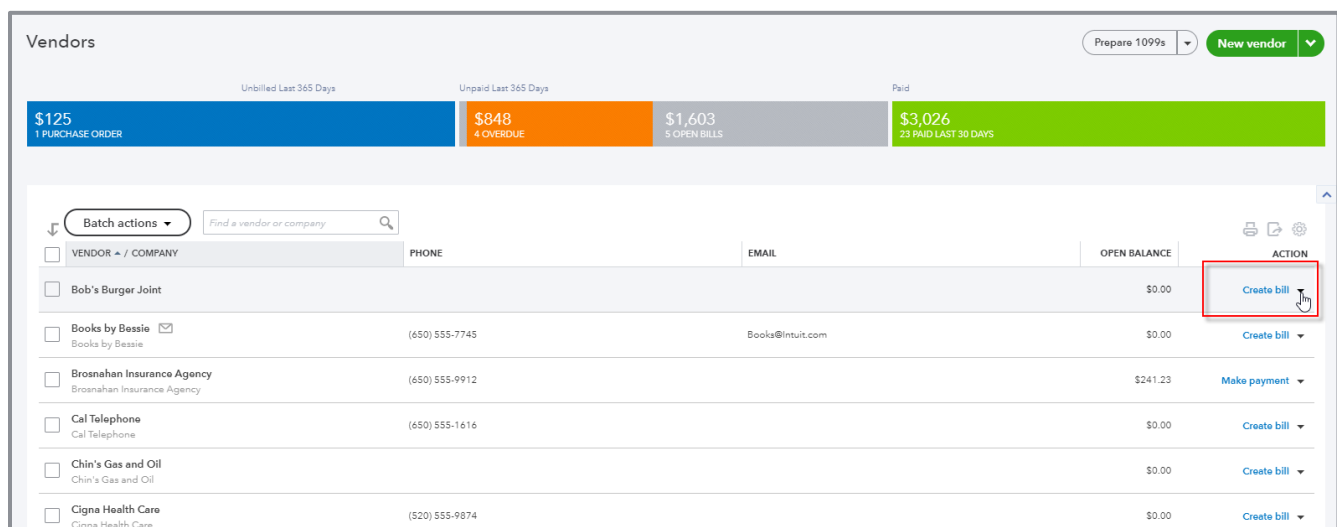 Vendors
Prepare 1099s
New vendor
Unbilled Last 365 Days
Unpaid Last 365 Days
Paid
$125
1 PURCHASE ORDER
$848
4 OVERDUE
$1,603
5 OPEN BILLS
$3,026
23 PAID LAST 30 DAYS
Batch actions
Find a vendor or company
VENDOR / COMPANY PHONE EMAIL OPEN BALANCE ACTION
Bob's Burger Joint $0.00 Create bill
Books by Bessie (650) 555-7745 Books@Intuit.com $0.00 Create bill
Books by Bessie
Brosnahan Insurance Agency (650) 555-9912 $241.23 Make payment
Brosnahan Insurance Agency
Cal Telephone (650) 555-1616 $0.00 Create bill
Cal Telephone
Chin's Gas and Oil $0.00 Create bill
Chin's Gas and Oil
Cigna Health Care (520) 555-9874 $0.00 Create bill
Cigna Health Care